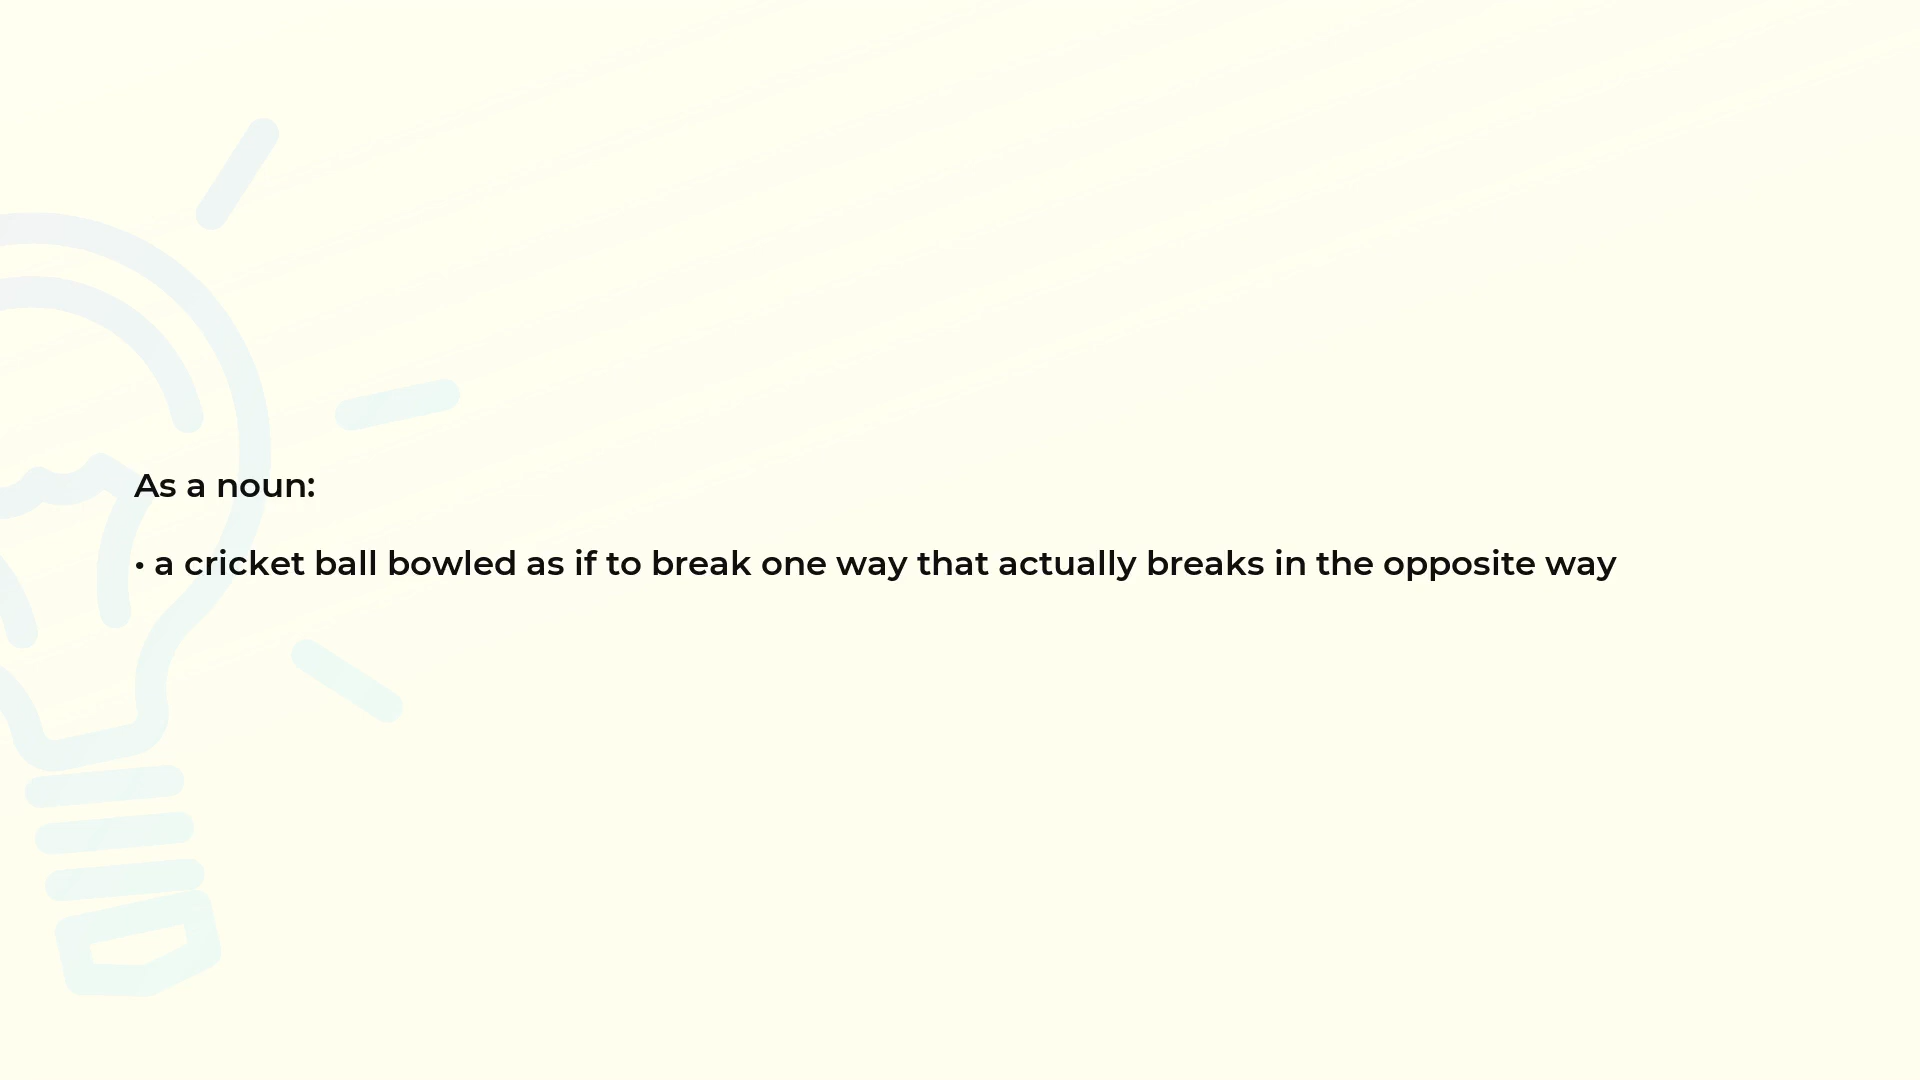 As a noun:
• a cricket ball bowled as if to break one way that actually breaks in the opposite way